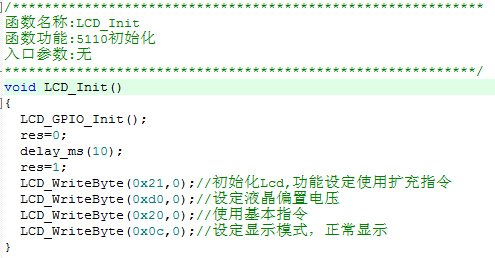 /***********************************************************
函数名称:LCD_Init
函数功能:5110初始化
入口参数:无
***********************************************************/
void LCD_Init()
{
  LCD_GPIO_Init();
  res=0;
  delay_ms(10);
  res=1;
  LCD_WriteByte(0x21,0);//初始化Lcd,功能设定使用扩充指令
  LCD_WriteByte(0xd0,0);//设定液晶偏置电压
  LCD_WriteByte(0x20,0);//使用基本指令
  LCD_WriteByte(0x0c,0);//设定显示模式，正常显示
}